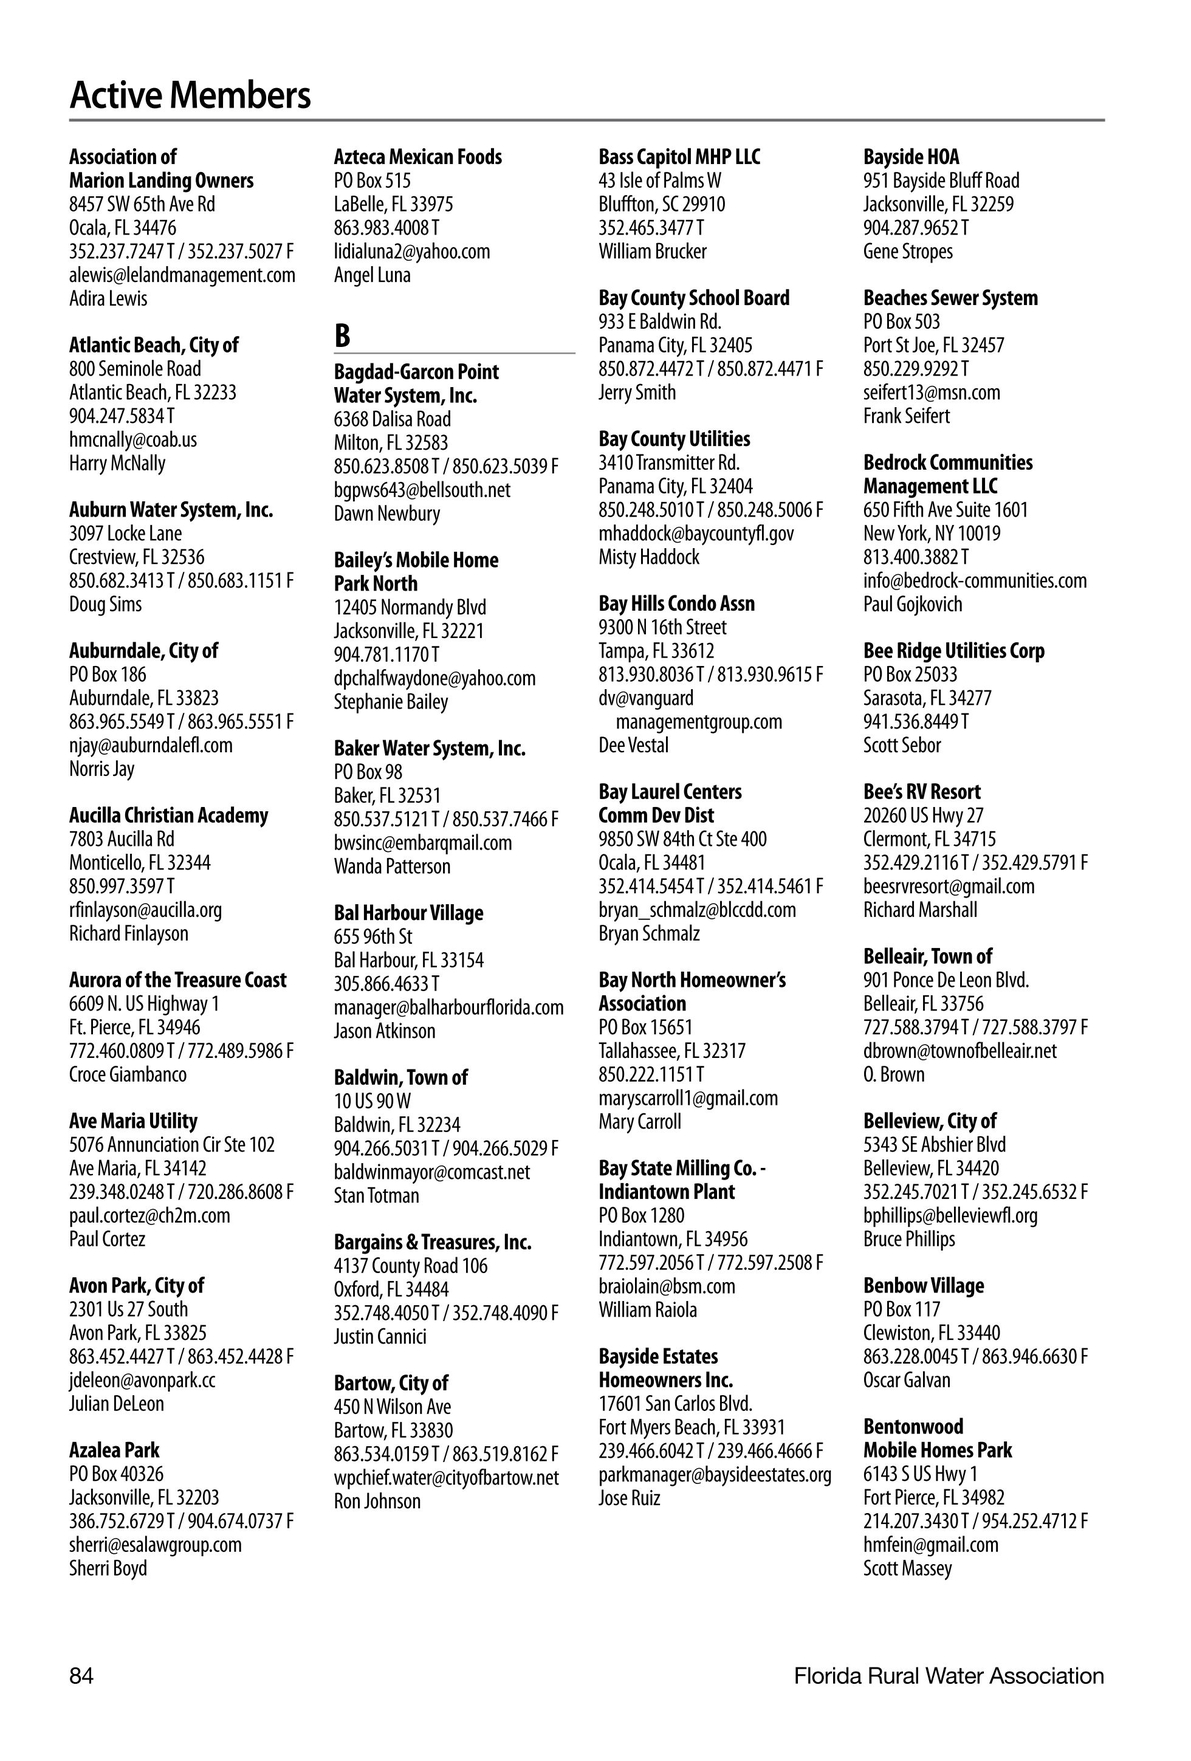 Active Members
Association of
Marion Landing Owners
8457 SW 65th Ave Rd
Ocala, FL 34476
352.237.7247 T / 352.237.5027 F
alewis@lelandmanagement.com
Adira Lewis
Atlantic Beach, City of
800 Seminole Road
Atlantic Beach, FL 32233
904.247.5834 T
hmcnally@coab.us
Harry McNally
Auburn Water System, Inc.
3097 Locke Lane
Crestview, FL 32536
850.682.3413 T / 850.683.1151 F
Doug Sims
Auburndale, City of
PO Box 186
Auburndale, FL 33823
863.965.5549 T / 863.965.5551 F
njay@auburndalefl.com
Norris Jay
Aucilla Christian Academy
7803 Aucilla Rd
Monticello, FL 32344
850.997.3597 T
rfinlayson@aucilla.org
Richard Finlayson
Aurora of the Treasure Coast
6609 N. US Highway 1
Ft. Pierce, FL 34946
772.460.0809 T / 772.489.5986 F
Croce Giambanco
Ave Maria Utility
5076 Annunciation Cir Ste 102
Ave Maria, FL 34142
239.348.0248 T / 720.286.8608 F
paul.cortez@ch2m.com
Paul Cortez
Avon Park, City of
2301 Us 27 South
Avon Park, FL 33825
863.452.4427 T / 863.452.4428 F
jdeleon@avonpark.cc
Julian DeLeon
Azalea Park
PO Box 40326
Jacksonville, FL 32203
386.752.6729 T / 904.674.0737 F
sherri@esalawgroup.com
Sherri Boyd
Azteca Mexican Foods
PO Box 515
LaBelle, FL 33975
863.983.4008 T
lidialuna2@yahoo.com
Angel Luna
B
Bagdad-Garcon Point
Water System, Inc.
6368 Dalisa Road
Milton, FL 32583
850.623.8508 T / 850.623.5039 F
bgpws643@bellsouth.net
Dawn Newbury
Bailey's Mobile Home
Park North
12405 Normandy Blvd
Jacksonville, FL 32221
904.781.1170 T
dpchalfwaydone@yahoo.com
Stephanie Bailey
Baker Water System, Inc.
PO Box 98
Baker, FL 32531
850.537.5121 T / 850.537.7466 F
bwsinc@embarqmail.com
Wanda Patterson
Bal Harbour Village
655 96th St
Bal Harbour, FL 33154
305.866.4633 T
manager@balharbourflorida.com
Jason Atkinson
Baldwin, Town of
10 US 90 W
Baldwin, FL 32234
904.266.5031 T / 904.266.5029 F
baldwinmayor@comcast.net
Stan Totman
Bargains & Treasures, Inc.
4137 County Road 106
Oxford, FL 34484
352.748.4050 T / 352.748.4090 F
Justin Cannici
Bartow, City of
450 N Wilson Ave
Bartow, FL 33830
863.534.0159 T / 863.519.8162 F
wpchief.water@cityofbartow.net
Ron Johnson
Bass Capitol MHP LLC
43 Isle of Palms W
Bluffton, SC 29910
352.465.3477 T
William Brucker
Bay County School Board
933 E Baldwin Rd.
Panama City, FL 32405
850.872.4472 T / 850.872.4471 F
Jerry Smith
Bay County Utilities
3410 Transmitter Rd.
Panama City, FL 32404
850.248.5010 T / 850.248.5006 F
mhaddock@baycountyfl.gov
Misty Haddock
Bay Hills Condo Assn
9300 N 16th Street
Tampa, FL 33612
813.930.8036 T / 813.930.9615 F
dv@vanguard
managementgroup.com
Dee Vestal
Bay Laurel Centers
Comm Dev Dist
9850 SW 84th Ct Ste 400
Ocala, FL 34481
352.414.5454 T / 352.414.5461 F
bryan_schmalz@blccdd.com
Bryan Schmalz
Bay North Homeowner's
Association
PO Box 15651
Tallahassee, FL 32317
850.222.1151 T
maryscarroll1@gmail.com
Mary Carroll
Bay State Milling Co. -
Indiantown Plant
PO Box 1280
Indiantown, FL 34956
772.597.2056 T / 772.597.2508 F
braiolain@bsm.com
William Raiola
Bayside Estates
Homeowners Inc.
17601 San Carlos Blvd.
Fort Myers Beach, FL 33931
239.466.6042 T / 239.466.4666 F
parkmanager@baysideestates.org
Jose Ruiz
Bayside HOA
951 Bayside Bluff Road
Jacksonville, FL 32259
904.287.9652 T
Gene Stropes
Beaches Sewer System
PO Box 503
Port St Joe, FL 32457
850.229.9292 T
seifert13@msn.com
Frank Seifert
Bedrock Communities
Management LLC
650 Fifth Ave Suite 1601
New York, NY 10019
813.400.3882 T
info@bedrock-communities.com
Paul Gojkovich
Bee Ridge Utilities Corp
PO Box 25033
Sarasota, FL 34277
941.536.8449 T
Scott Sebor
Bee's RV Resort
20260 US Hwy 27
Clermont, FL 34715
352.429.2116 T / 352.429.5791 F
beesrvresort@gmail.com
Richard Marshall
Belleair, Town of
901 Ponce De Leon Blvd.
Belleair, FL 33756
727.588.3794 T / 727.588.3797 F
dbrown@townofbelleair.net
O. Brown
Belleview, City of
5343 SE Abshier Blvd
Belleview, FL 34420
352.245.7021 T / 352.245.6532 F
bphillips@belleviewfl.org
Bruce Phillips
Benbow Village
PO Box 117
Clewiston, FL 33440
863.228.0045 T / 863.946.6630 F
Oscar Galvan
Bentonwood
Mobile Homes Park
6143 S US Hwy 1
Fort Pierce, FL 34982
214.207.3430 T / 954.252.4712 F
hmfein@gmail.com
Scott Massey
84
Florida Rural Water Association